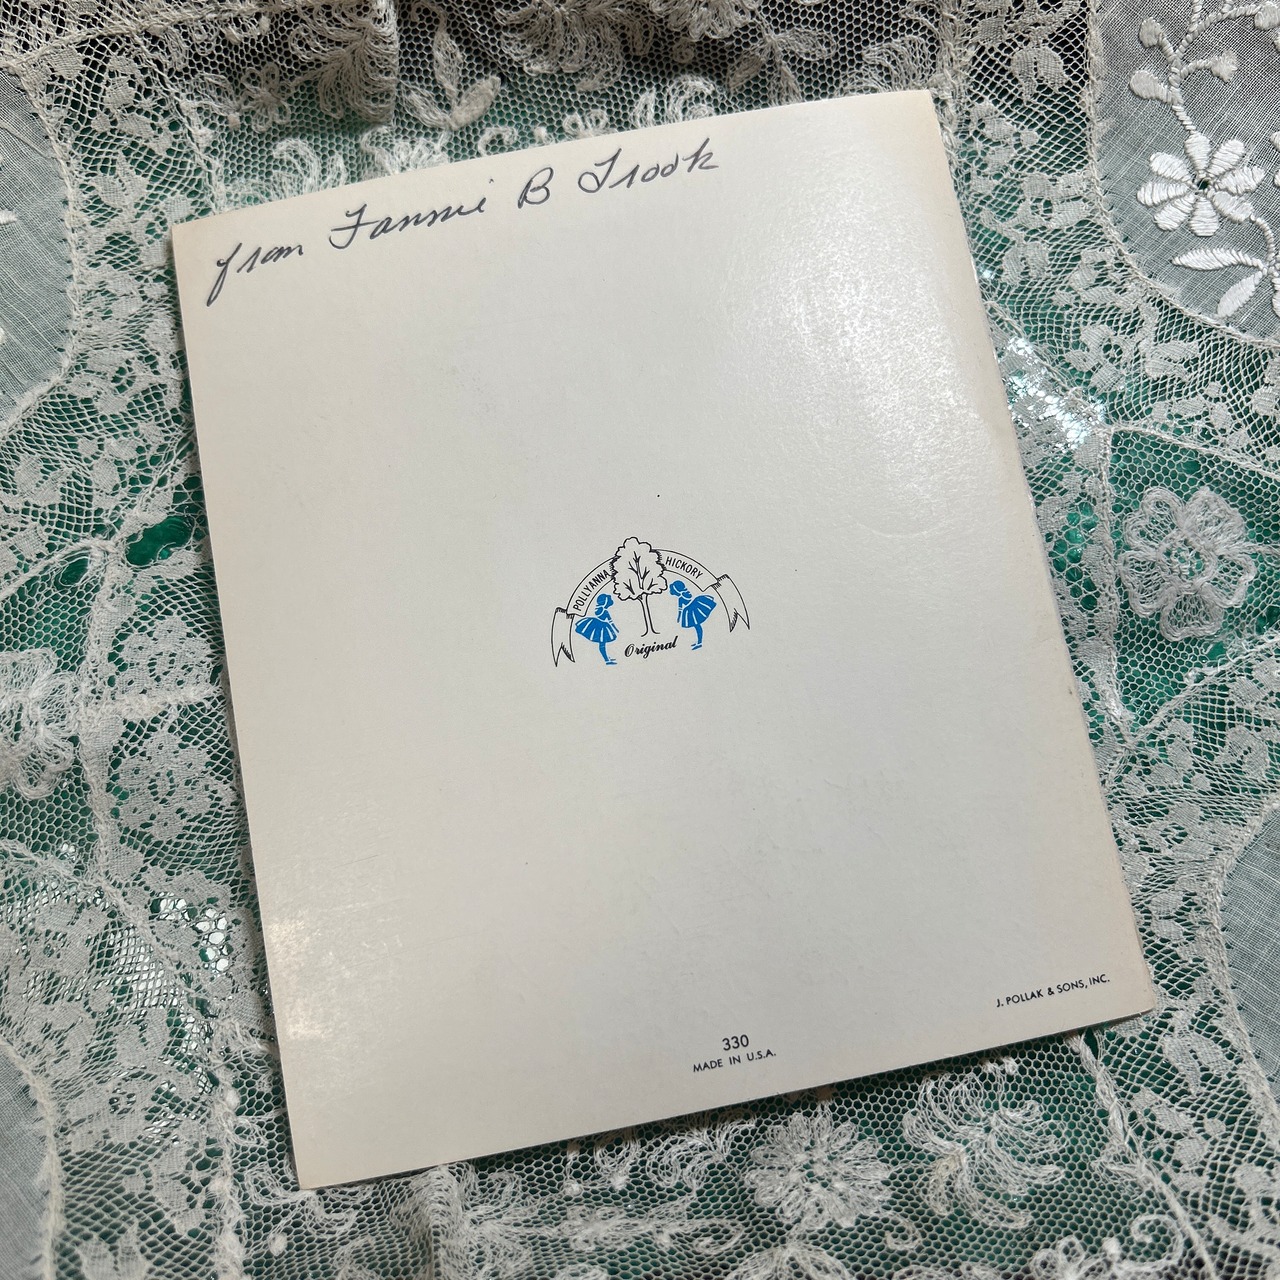 from Fannie B Trook
POLLYANNA HICKORY
Original
J. POLLAK & SONS, INC.
330
MADE IN U.S.A.